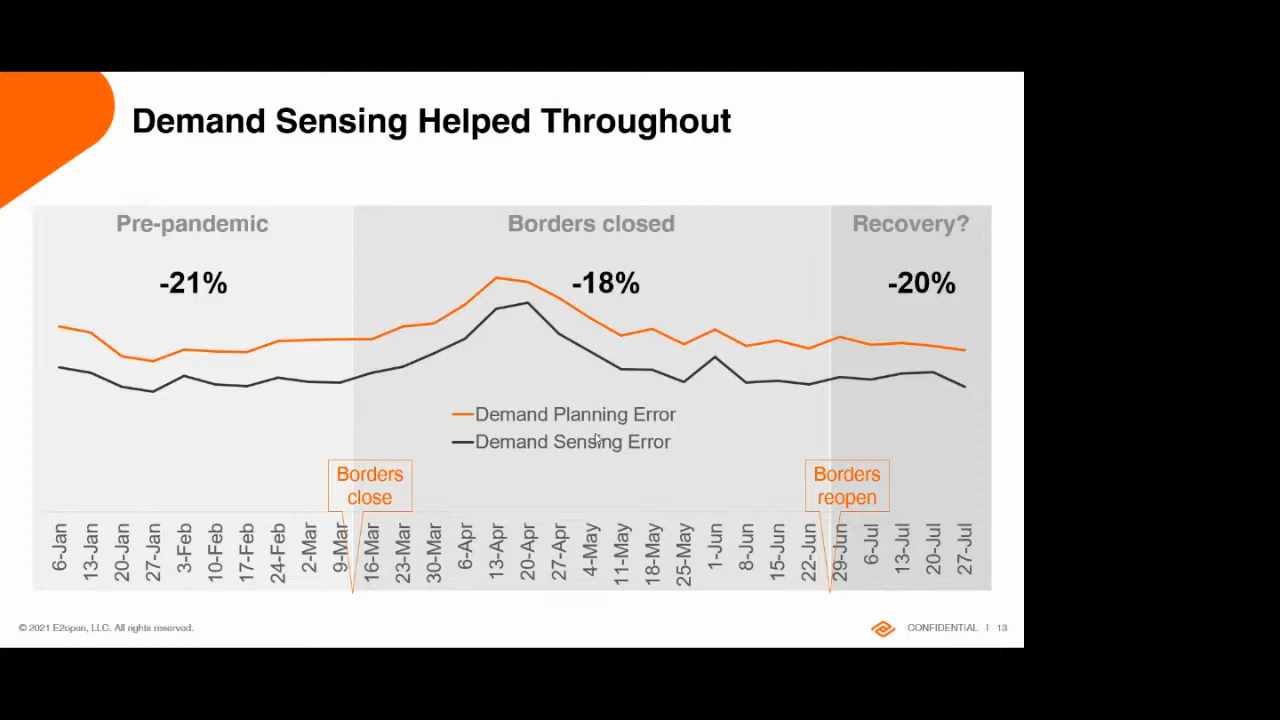 Demand Sensing Helped Throughout
Pre-pandemic
Borders closed
Recovery?
-21%
-18%
-20%
Demand Planning Error
Demand Sensing Error
Borders
close
Borders
reopen
6-Jan
13-Jan
20-Jan
27-Jan
3-Feb
10-Feb
17-Feb
24-Feb
2-Mar
9-Mar
16-Mar
23-Mar
30-Mar
6-Apr
13-Apr
20-Apr
27-Apr
4-May
11-May
18-May
25-May
1-Jun
8-Jun
15-Jun
22-Jun
29-Jun
6-Jul
13-Jul
20-Jul
27-Jul
© 2021 E2open, LLC. All rights reserved.
CONFIDENTIAL | 13